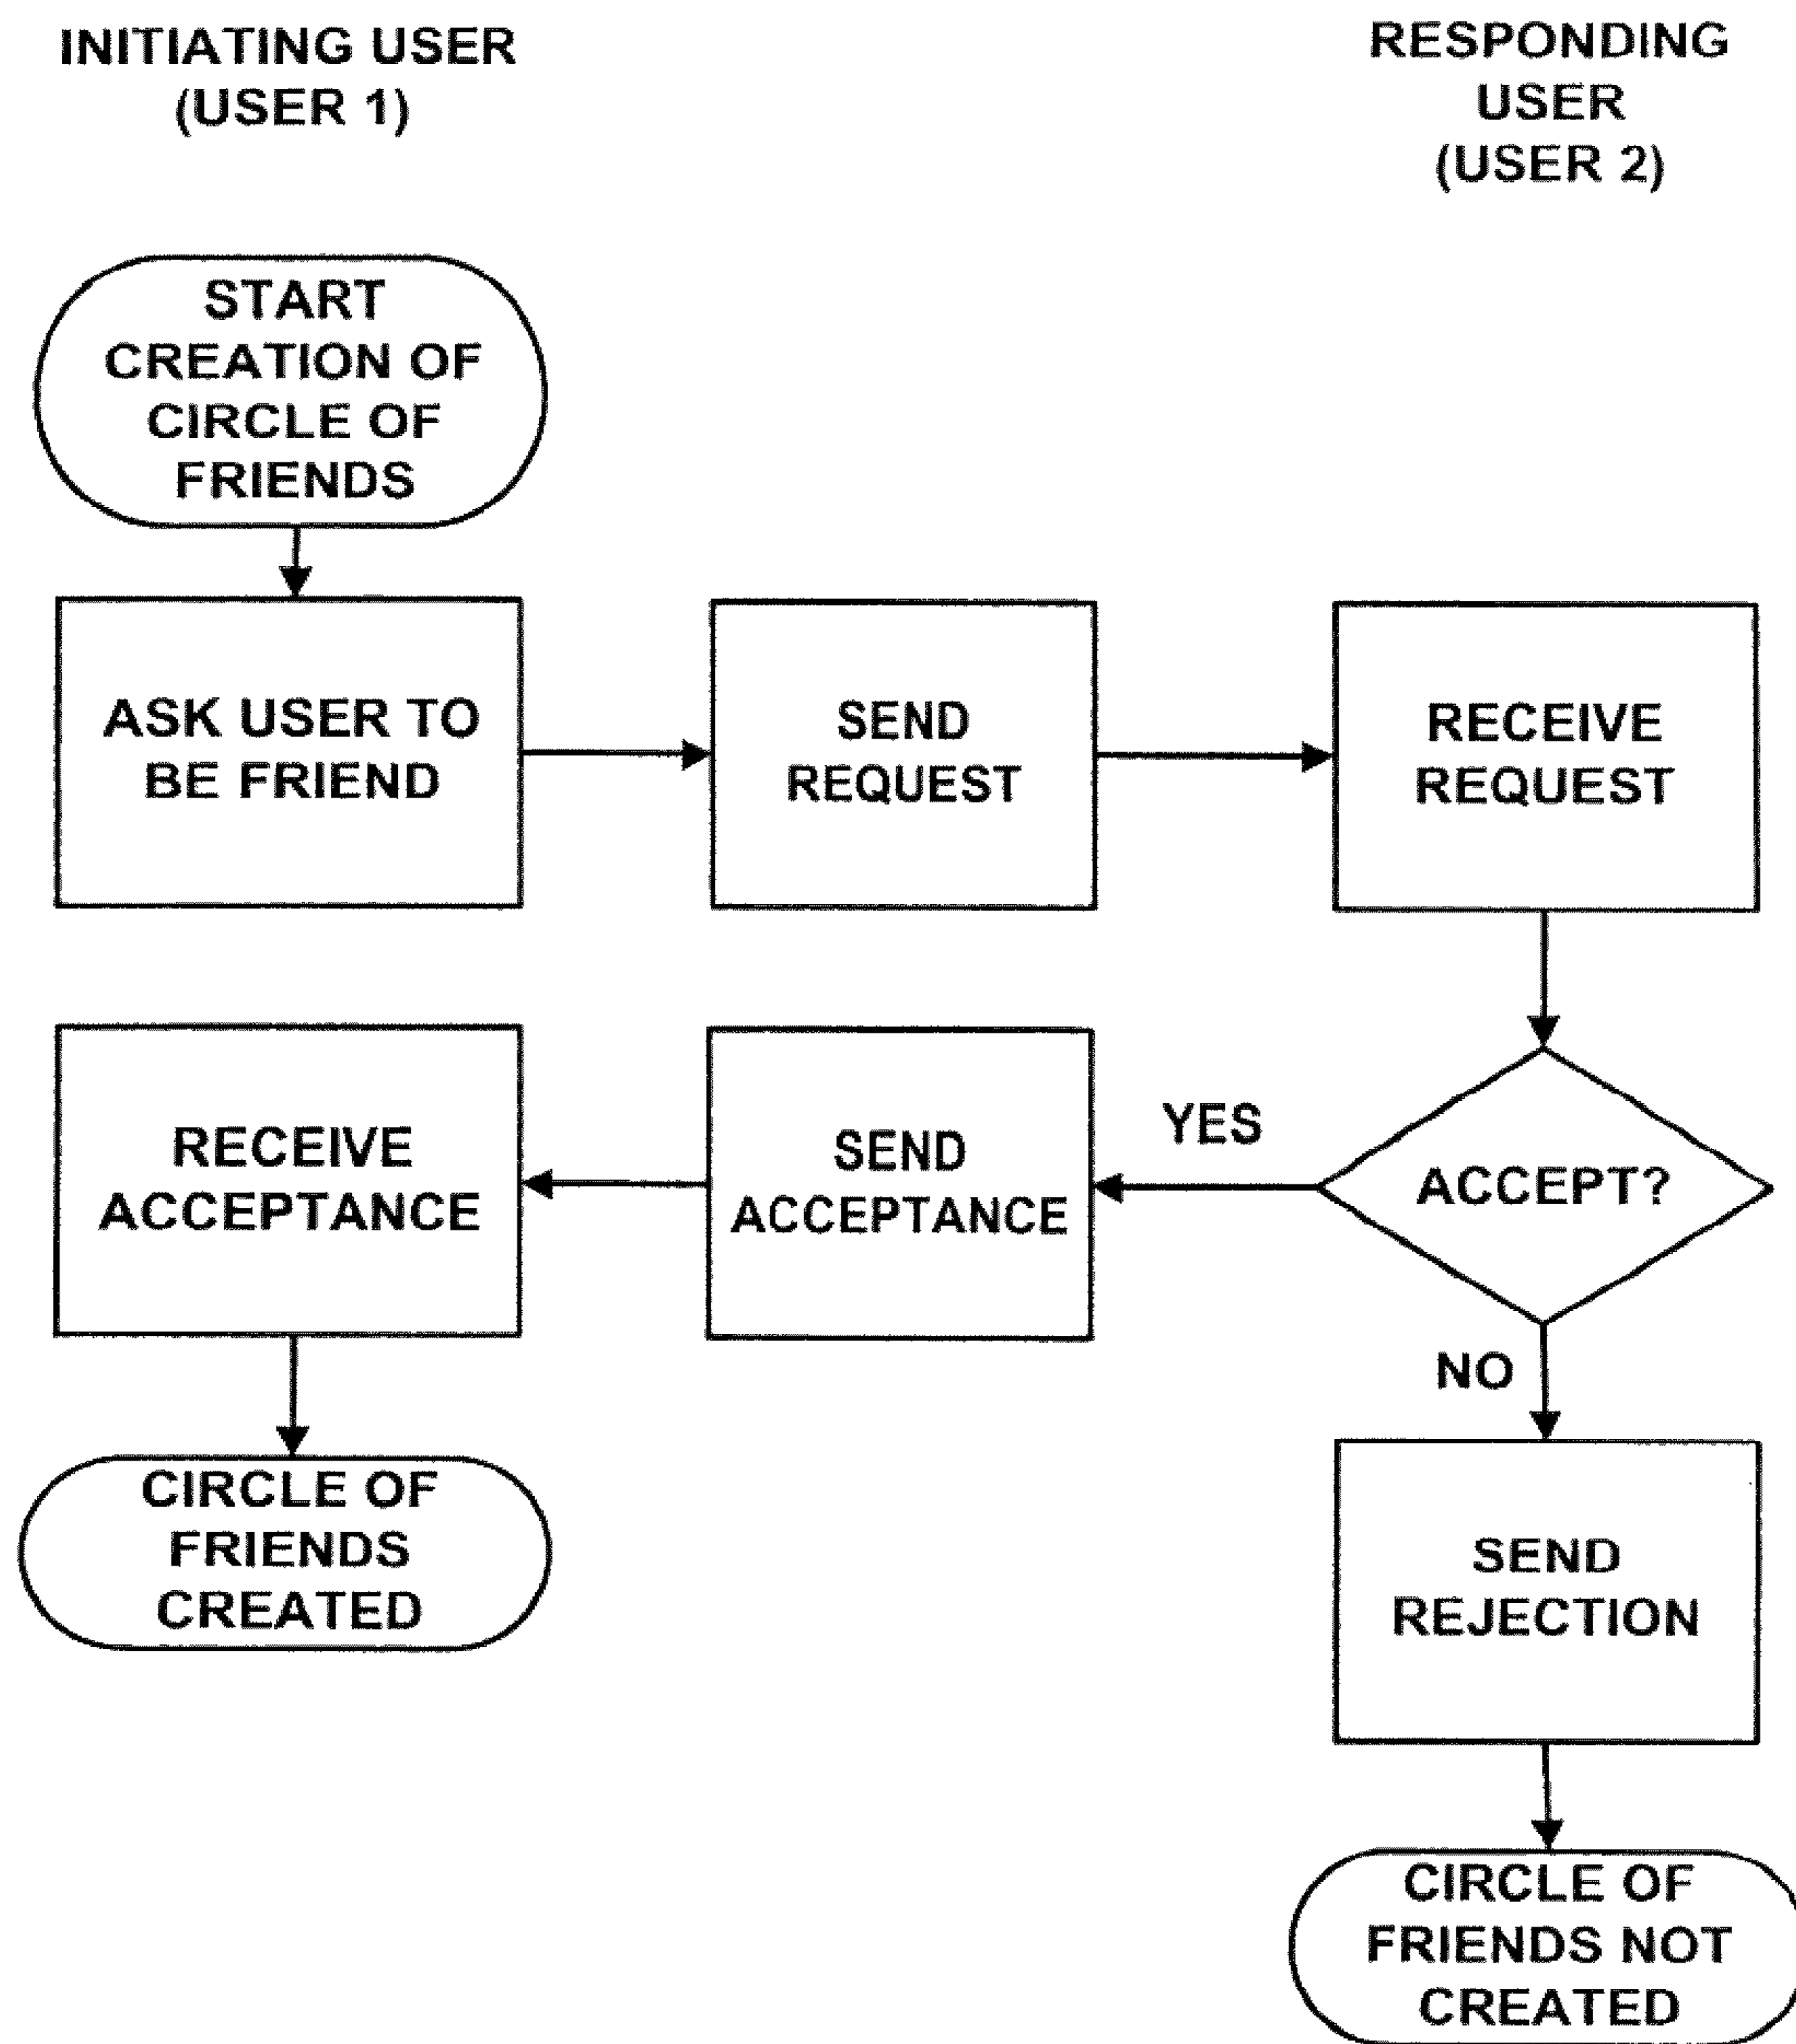 INITIATING USER
(USER 1)
RESPONDING
USER
(USER 2)
START
CREATION OF
CIRCLE OF
FRIENDS
ASK USER TO
BE FRIEND
SEND
REQUEST
RECEIVE
REQUEST
RECEIVE
ACCEPTANCE
SEND
ACCEPTANCE
YES
ACCEPT?
NO
CIRCLE OF
FRIENDS
CREATED
SEND
REJECTION
CIRCLE OF
FRIENDS NOT
CREATED